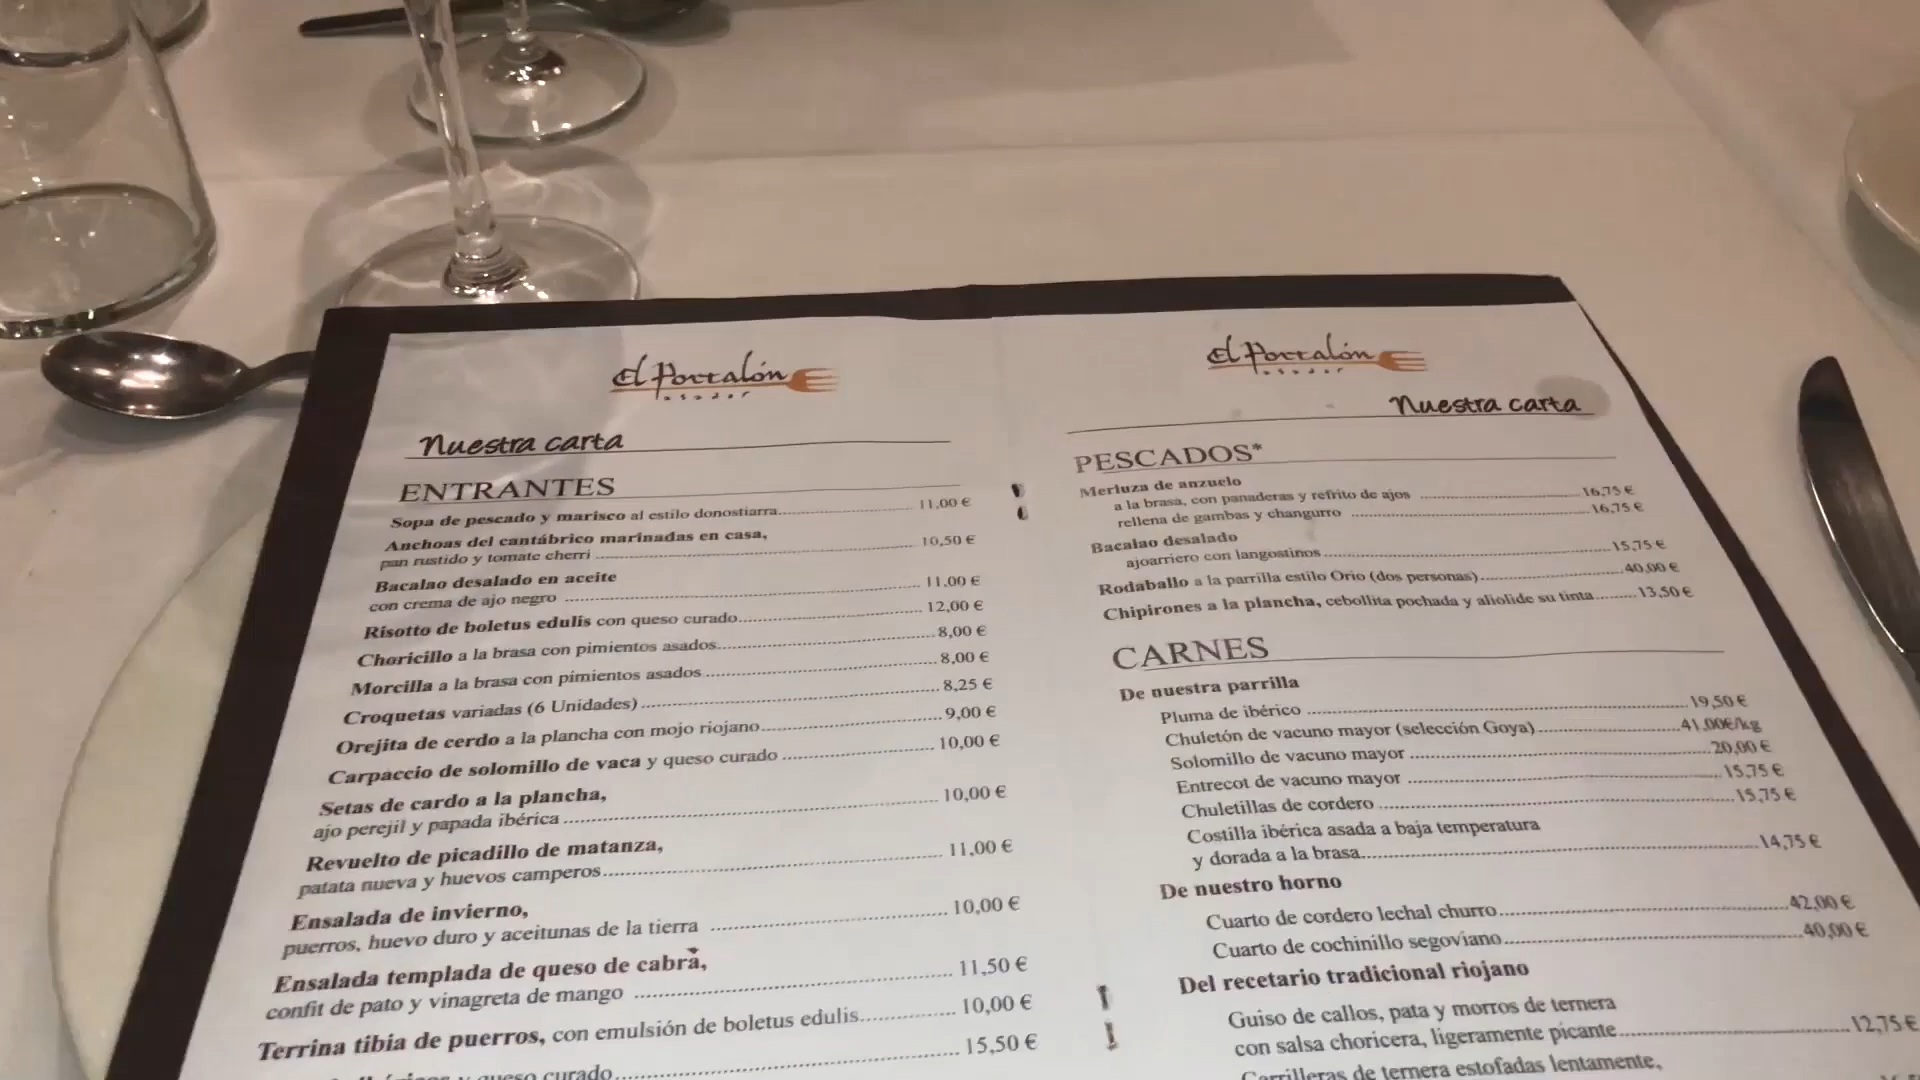 El Portalón
asador
Nuestra carta
ENTRANTES
Sopa de pescado y marisco al estilo donostiarra 11,00 €
Anchoas del cantábrico marinadas en casa,
pan rustido y tomate cherri 10,50 €
Bacalao desalado en aceite
con crema de ajo negro 11,00 €
Risotto de boletus edulis con queso curado 12,00 €
Choricillo a la brasa con pimientos asados 8,00 €
Morcilla a la brasa con pimientos asados 8,00 €
Croquetas variadas (6 Unidades) 8,25 €
Orejita de cerdo a la plancha con mojo riojano 9,00 €
Carpaccio de solomillo de vaca y queso curado 10,00 €
Setas de cardo a la plancha,
ajo perejil y papada ibérica 10,00 €
Revuelto de picadillo de matanza,
patata nueva y huevos camperos 11,00 €
Ensalada de invierno,
puerros, huevo duro y aceitunas de la tierra 10,00 €
Ensalada templada de queso de cabra,
confit de pato y vinagreta de mango 11,50 €
Terrina tibia de puerros, con emulsión de boletus edulis 10,00 €
y queso curado 15,50 €
El Portalón
asador
Nuestra carta
PESCADOS*
Merluza de anzuelo
a la brasa, con panaderas y refrito de ajos 16,75 €
rellena de gambas y changurro 16,75 €
Bacalao desalado
ajoarriero con langostinos 15,75 €
Rodaballo a la parrilla estilo Orio (dos personas) 40,00 €
Chipirones a la plancha, cebollita pochada y aliolide su tinta 13,50 €
CARNES
De nuestra parrilla
Pluma de ibérico 19,50 €
Chuletón de vacuno mayor (selección Goya) 41,00€/kg
Solomillo de vacuno mayor 20,00 €
Entrecot de vacuno mayor 15,75 €
Chuletillas de cordero 15,75 €
Costilla ibérica asada a baja temperatura
y dorada a la brasa 14,75 €
De nuestro horno
Cuarto de cordero lechal churro 42,00 €
Cuarto de cochinillo segoviano 40,00 €
Del recetario tradicional riojano
Guiso de callos, pata y morros de ternera
con salsa choricera, ligeramente picante 12,75 €
Carrilleras de ternera estofadas lentamente,